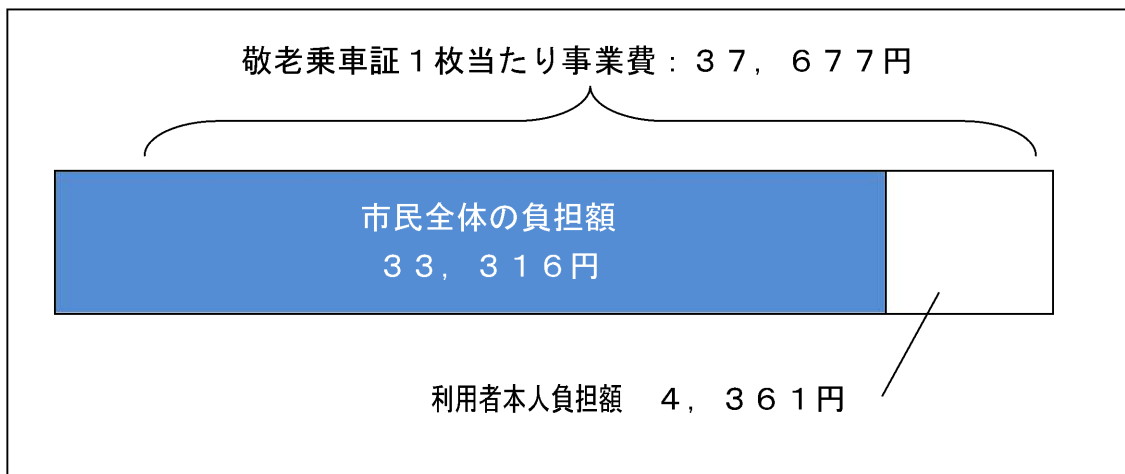 敬老乗車証１枚当たり事業費：３７，６７７円
市民全体の負担額
３３，３１６円
利用者本人負担額　４，３６１円